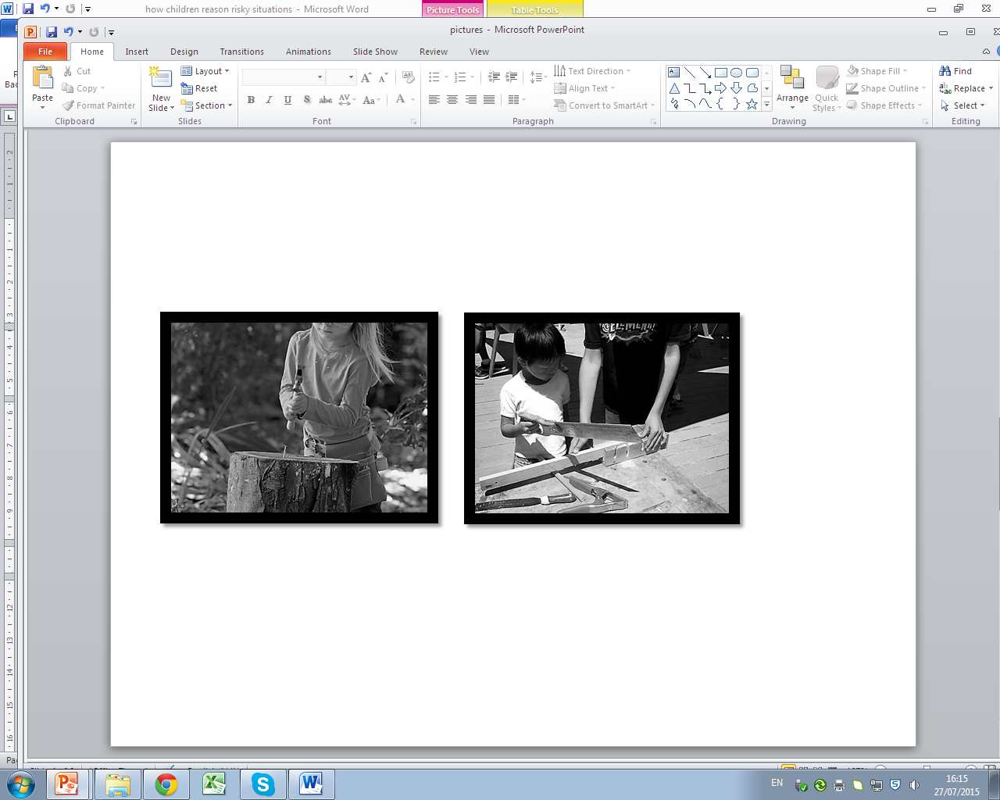 how children reason risky situations - Microsoft Word
Picture Tools
Table Tools
pictures - Microsoft PowerPoint
File Home Insert Design Transitions Animations Slide Show Review View
Paste
Cut
Copy
Format Painter
Clipboard
New
Slide
Layout
Reset
Section
Slides
B I U S abc AV Aa A
Font
Text Direction
Align Text
Convert to SmartArt
Paragraph
Arrange
Quick
Styles
Shape Fill
Shape Outline
Shape Effects
Drawing
Find
Replace
Select
Editing
EN
16:15
27/07/2015